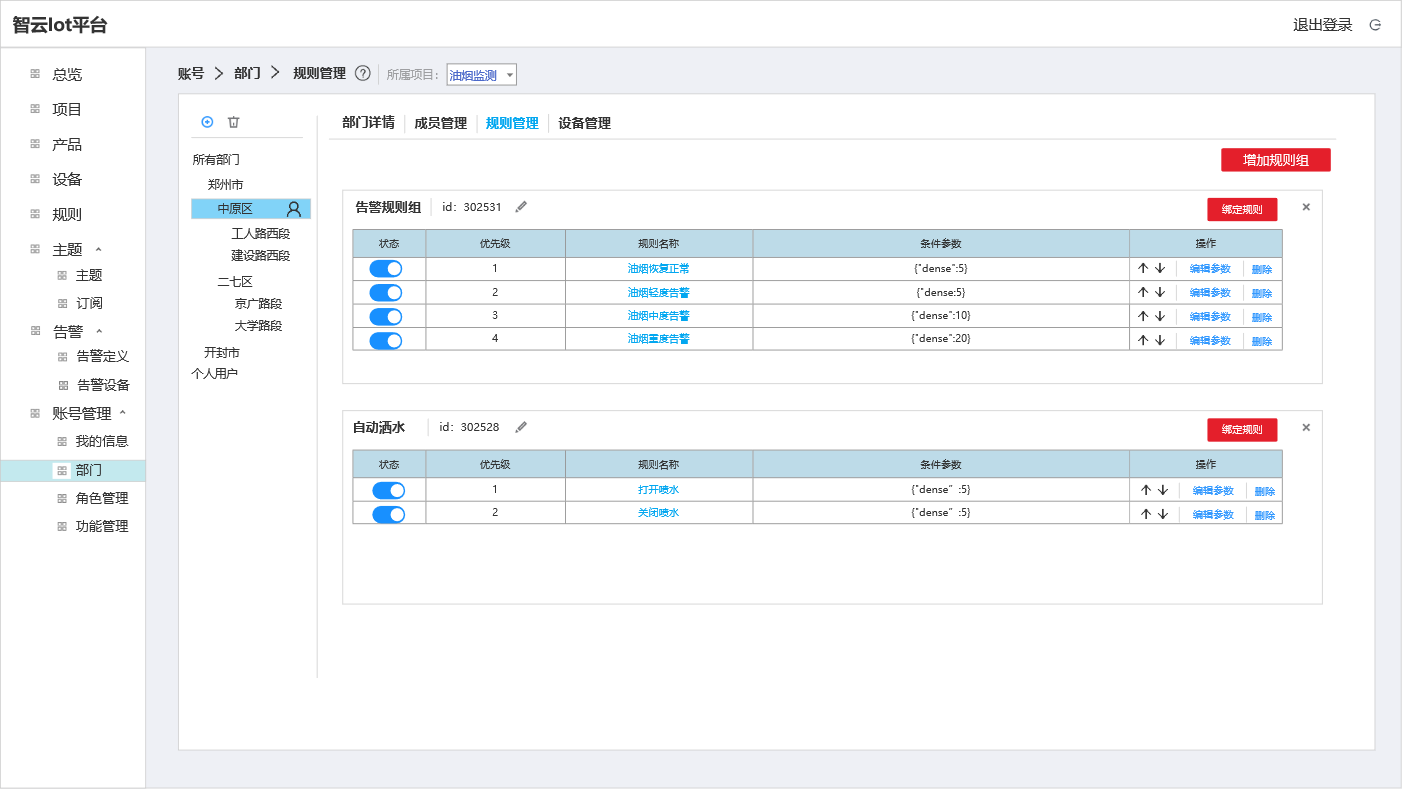 智云Iot平台
退出登录
总览
项目
产品
设备
规则
主题
主题
订阅
告警
告警定义
告警设备
账号管理
我的信息
部门
角色管理
功能管理
账号 > 部门 > 规则管理 ? 所属项目: 油烟监测
所有部门
郑州市
中原区
工人路西段
建设路西段
二七区
京广路段
大学路段
开封市
个人用户
部门详情 成员管理 规则管理 设备管理
增加规则组
告警规则组 id: 302531 绑定规则 ×
状态 优先级 规则名称 条件参数 操作
1 油烟恢复正常 {"dense":5} ↑ ↓ 编辑参数 删除
2 油烟轻度告警 {"dense:5} ↑ ↓ 编辑参数 删除
3 油烟中度告警 {"dense":10} ↑ ↓ 编辑参数 删除
4 油烟重度告警 {"dense":20} ↑ ↓ 编辑参数 删除
自动洒水 id: 302528 绑定规则 ×
状态 优先级 规则名称 条件参数 操作
1 打开喷水 {"dense" :5} ↑ ↓ 编辑参数 删除
2 关闭喷水 {"dense" :5} ↑ ↓ 编辑参数 删除